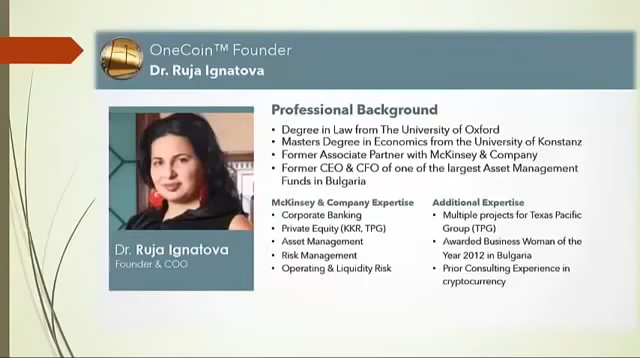 OneCoin™ Founder
Dr. Ruja Ignatova
Professional Background
• Degree in Law from The University of Oxford
• Masters Degree in Economics from the University of Konstanz
• Former Associate Partner with McKinsey & Company
• Former CEO & CFO of one of the largest Asset Management
Funds in Bulgaria
McKinsey & Company Expertise
• Corporate Banking
• Private Equity (KKR, TPG)
• Asset Management
• Risk Management
• Operating & Liquidity Risk
Additional Expertise
• Multiple projects for Texas Pacific
Group (TPG)
• Awarded Business Woman of the
Year 2012 in Bulgaria
• Prior Consulting Experience in
cryptocurrency
Dr. Ruja Ignatova
Founder & COO